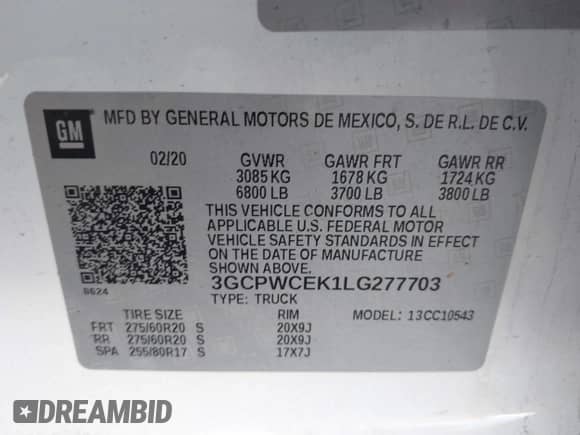 GM
MFD BY GENERAL MOTORS DE MEXICO, S. DE R.L. DE C.V.
02/20 GVWR GAWR FRT GAWR RR
3085 KG 1678 KG 1724 KG
6800 LB 3700 LB 3800 LB
THIS VEHICLE CONFORMS TO ALL
APPLICABLE U.S. FEDERAL MOTOR
VEHICLE SAFETY STANDARDS IN EFFECT
ON THE DATE OF MANUFACTURE
SHOWN ABOVE.
8624 3GCPWCEK1LG277703
TYPE: TRUCK
TIRE SIZE RIM MODEL: 13CC10543
FRT 275/60R20 S 20X9J
RR 275/60R20 S 20X9J
SPA 255/80R17 S 17X7J
DREAMBID